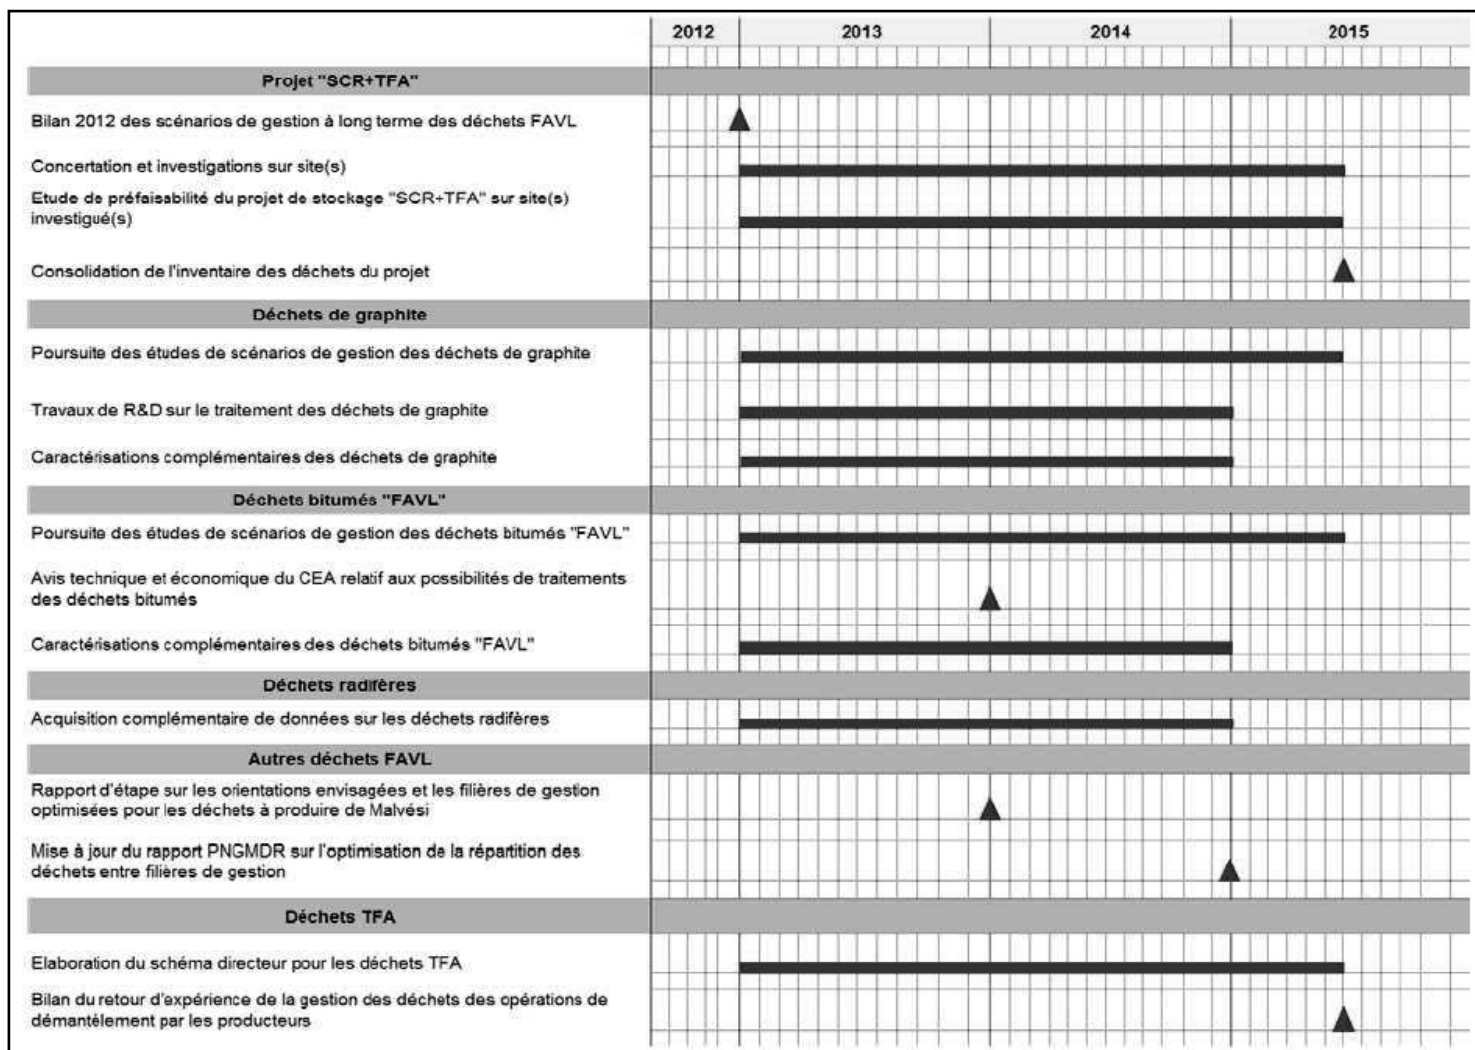 2012 2013 2014 2015
Projet "SCR+TFA"
Bilan 2012 des scénarios de gestion à long terme des déchets FAVL
Concertation et investigations sur site(s)
Etude de préfaisabilité du projet de stockage "SCR+TFA" sur site(s)
investigué(s)
Consolidation de l'inventaire des déchets du projet
Déchets de graphite
Poursuite des études de scénarios de gestion des déchets de graphite
Travaux de R&D sur le traitement des déchets de graphite
Caractérisations complémentaires des déchets de graphite
Déchets bitumés "FAVL"
Poursuite des études de scénarios de gestion des déchets bitumés "FAVL"
Avis technique et économique du CEA relatif aux possibilités de traitements
des déchets bitumés
Caractérisations complémentaires des déchets bitumés "FAVL"
Déchets radifères
Acquisition complémentaire de données sur les déchets radifères
Autres déchets FAVL
Rapport d'étape sur les orientations envisagées et les filières de gestion
optimisées pour les déchets à produire de Malvési
Mise à jour du rapport PNGMDR sur l'optimisation de la répartition des
déchets entre filières de gestion
Déchets TFA
Elaboration du schéma directeur pour les déchets TFA
Bilan du retour d'expérience de la gestion des déchets des opérations de
démantèlement par les producteurs